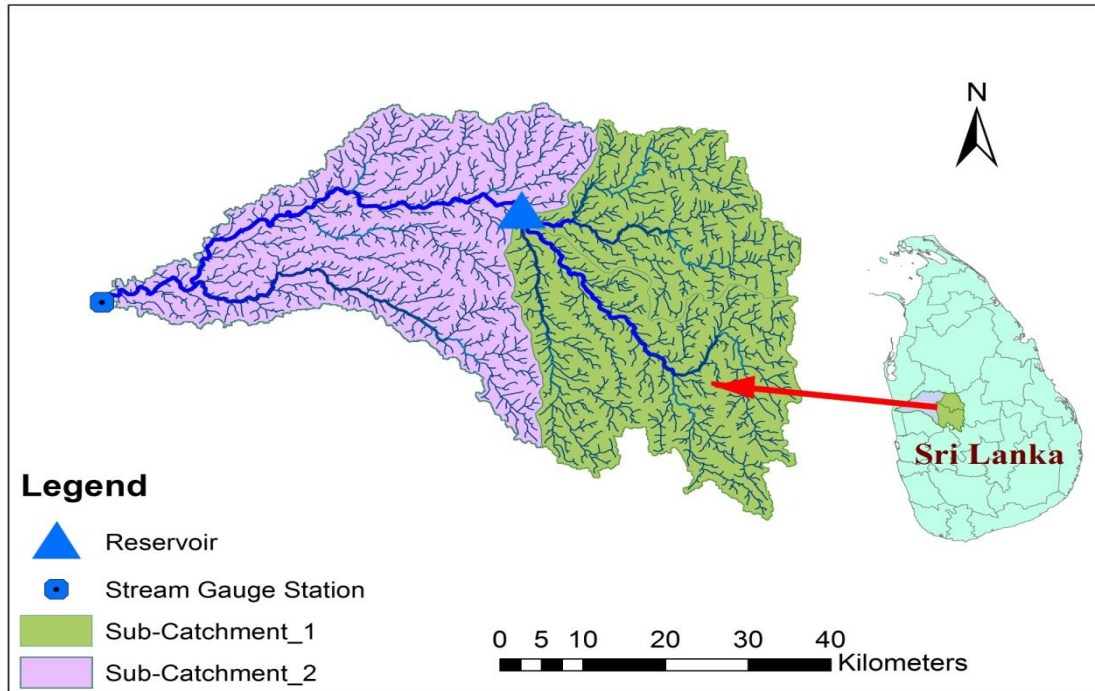 N
Sri Lanka
Legend
Reservoir
Stream Gauge Station
Sub-Catchment_1
Sub-Catchment_2
0 5 10 20 30 40
Kilometers